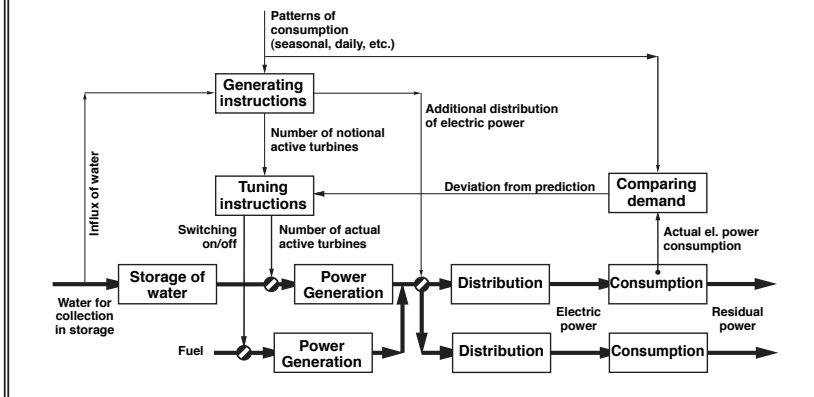 Patterns of
consumption
(seasonal, daily, etc.)
Generating
instructions
Additional distribution
of electric power
Number of notional
active turbines
Influx of water
Tuning
instructions
Deviation from prediction
Comparing
demand
Switching
on/off
Number of actual
active turbines
Actual el. power
consumption
Storage of
water
Power
Generation
Distribution
Consumption
Water for
collection
in storage
Electric
power
Residual
power
Fuel
Power
Generation
Distribution
Consumption